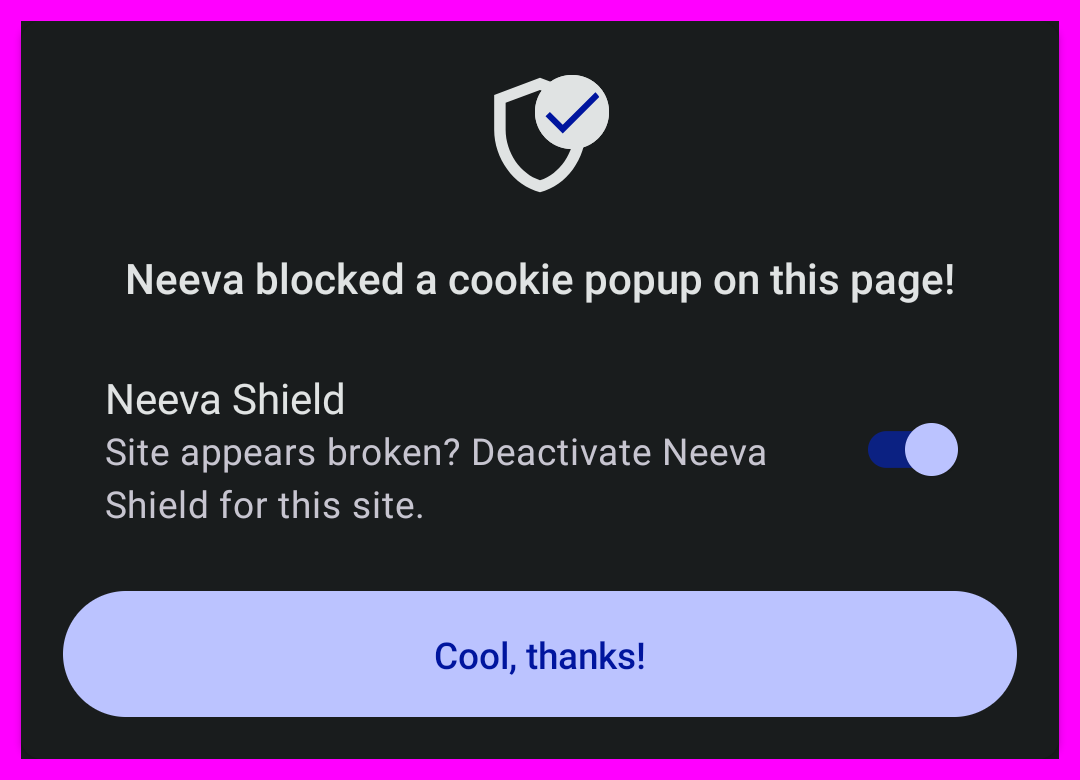 Neeva blocked a cookie popup on this page!
Neeva Shield
Site appears broken? Deactivate Neeva
Shield for this site.
Cool, thanks!